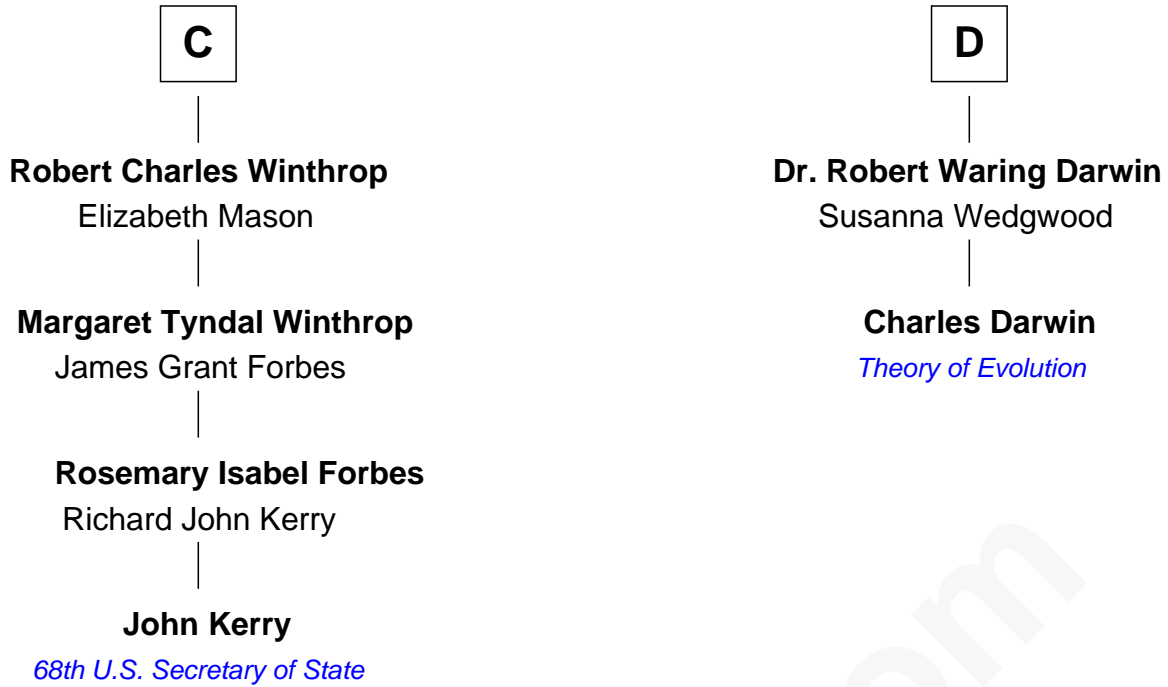 C
Robert Charles Winthrop
Elizabeth Mason
Margaret Tyndal Winthrop
James Grant Forbes
Rosemary Isabel Forbes
Richard John Kerry
John Kerry
68th U.S. Secretary of State
D
Dr. Robert Waring Darwin
Susanna Wedgwood
Charles Darwin
Theory of Evolution
om